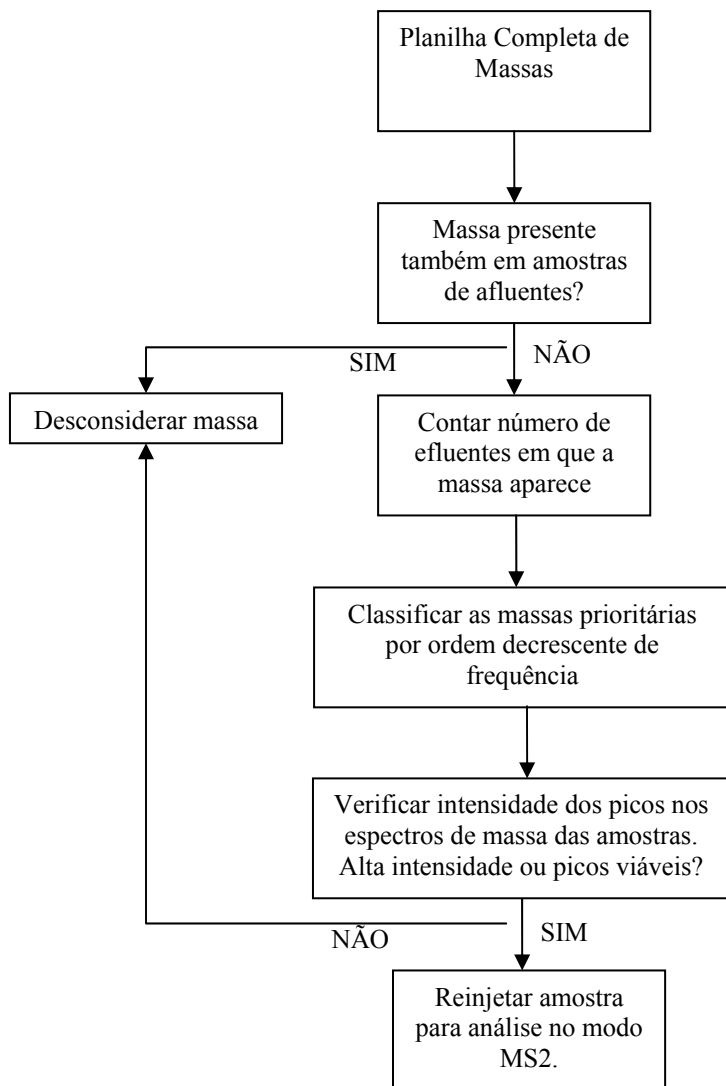 Planilha Completa de
Massas
Massa presente
também em amostras
de afluentes?
SIM
NÃO
Desconsiderar massa
Contar número de
efluentes em que a
massa aparece
Classificar as massas prioritárias
por ordem decrescente de
frequência
Verificar intensidade dos picos nos
espectros de massa das amostras.
Alta intensidade ou picos viáveis?
NÃO
SIM
Reinjetar amostra
para análise no modo
MS2.